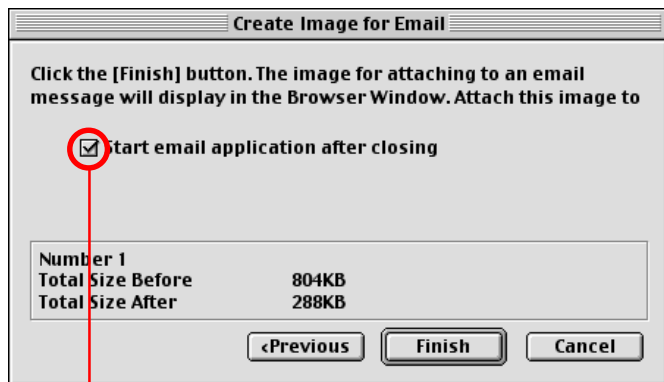 Create Image for Email
Click the [Finish] button. The image for attaching to an email
message will display in the Browser Window. Attach this image to
Start email application after closing
Number 1
Total Size Before 804KB
Total Size After 288KB
‹Previous Finish Cancel